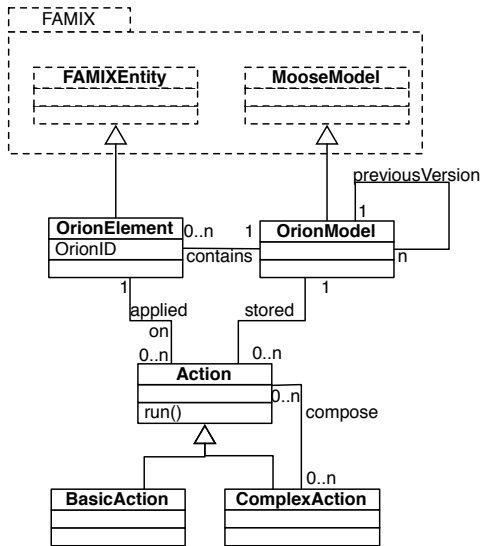 FAMIX
FAMIXEntity
MooseModel
previousVersion
1
OrionElement
OrionID
0..n
1
contains
OrionModel
n
1
applied
on
0..n
stored
1
0..n
Action
run()
0..n
compose
0..n
BasicAction
ComplexAction